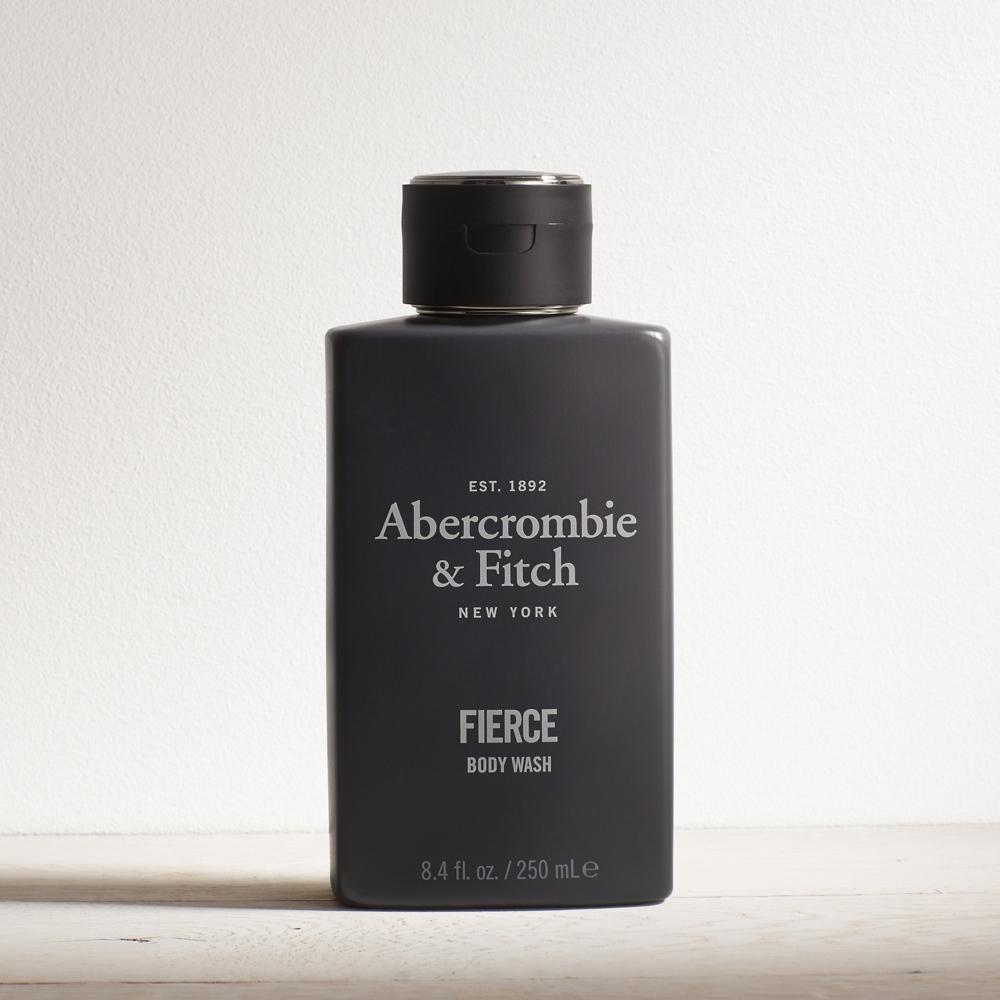 EST. 1892
Abercrombie
& Fitch
NEW YORK
FIERCE
BODY WASH
8.4 fl. oz. / 250 mL℮